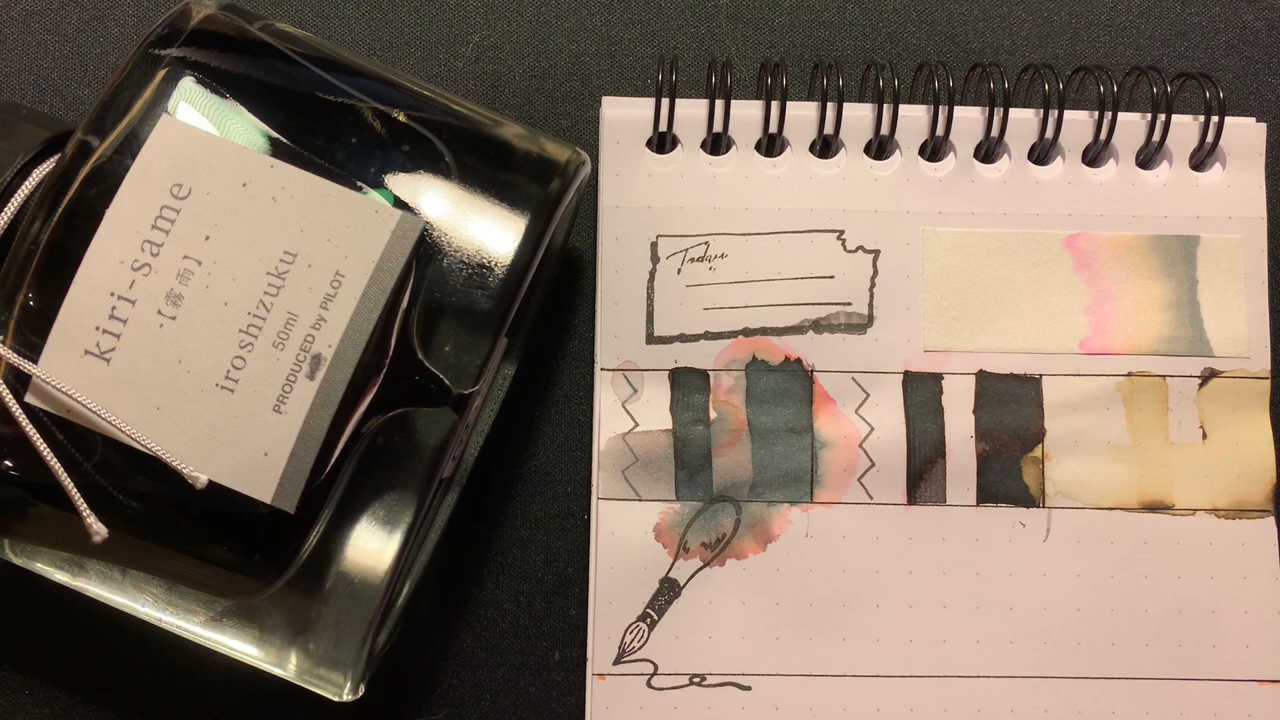 kiri-same
-【霧雨】
iroshizuku
50ml
PRODUCED by PILOT